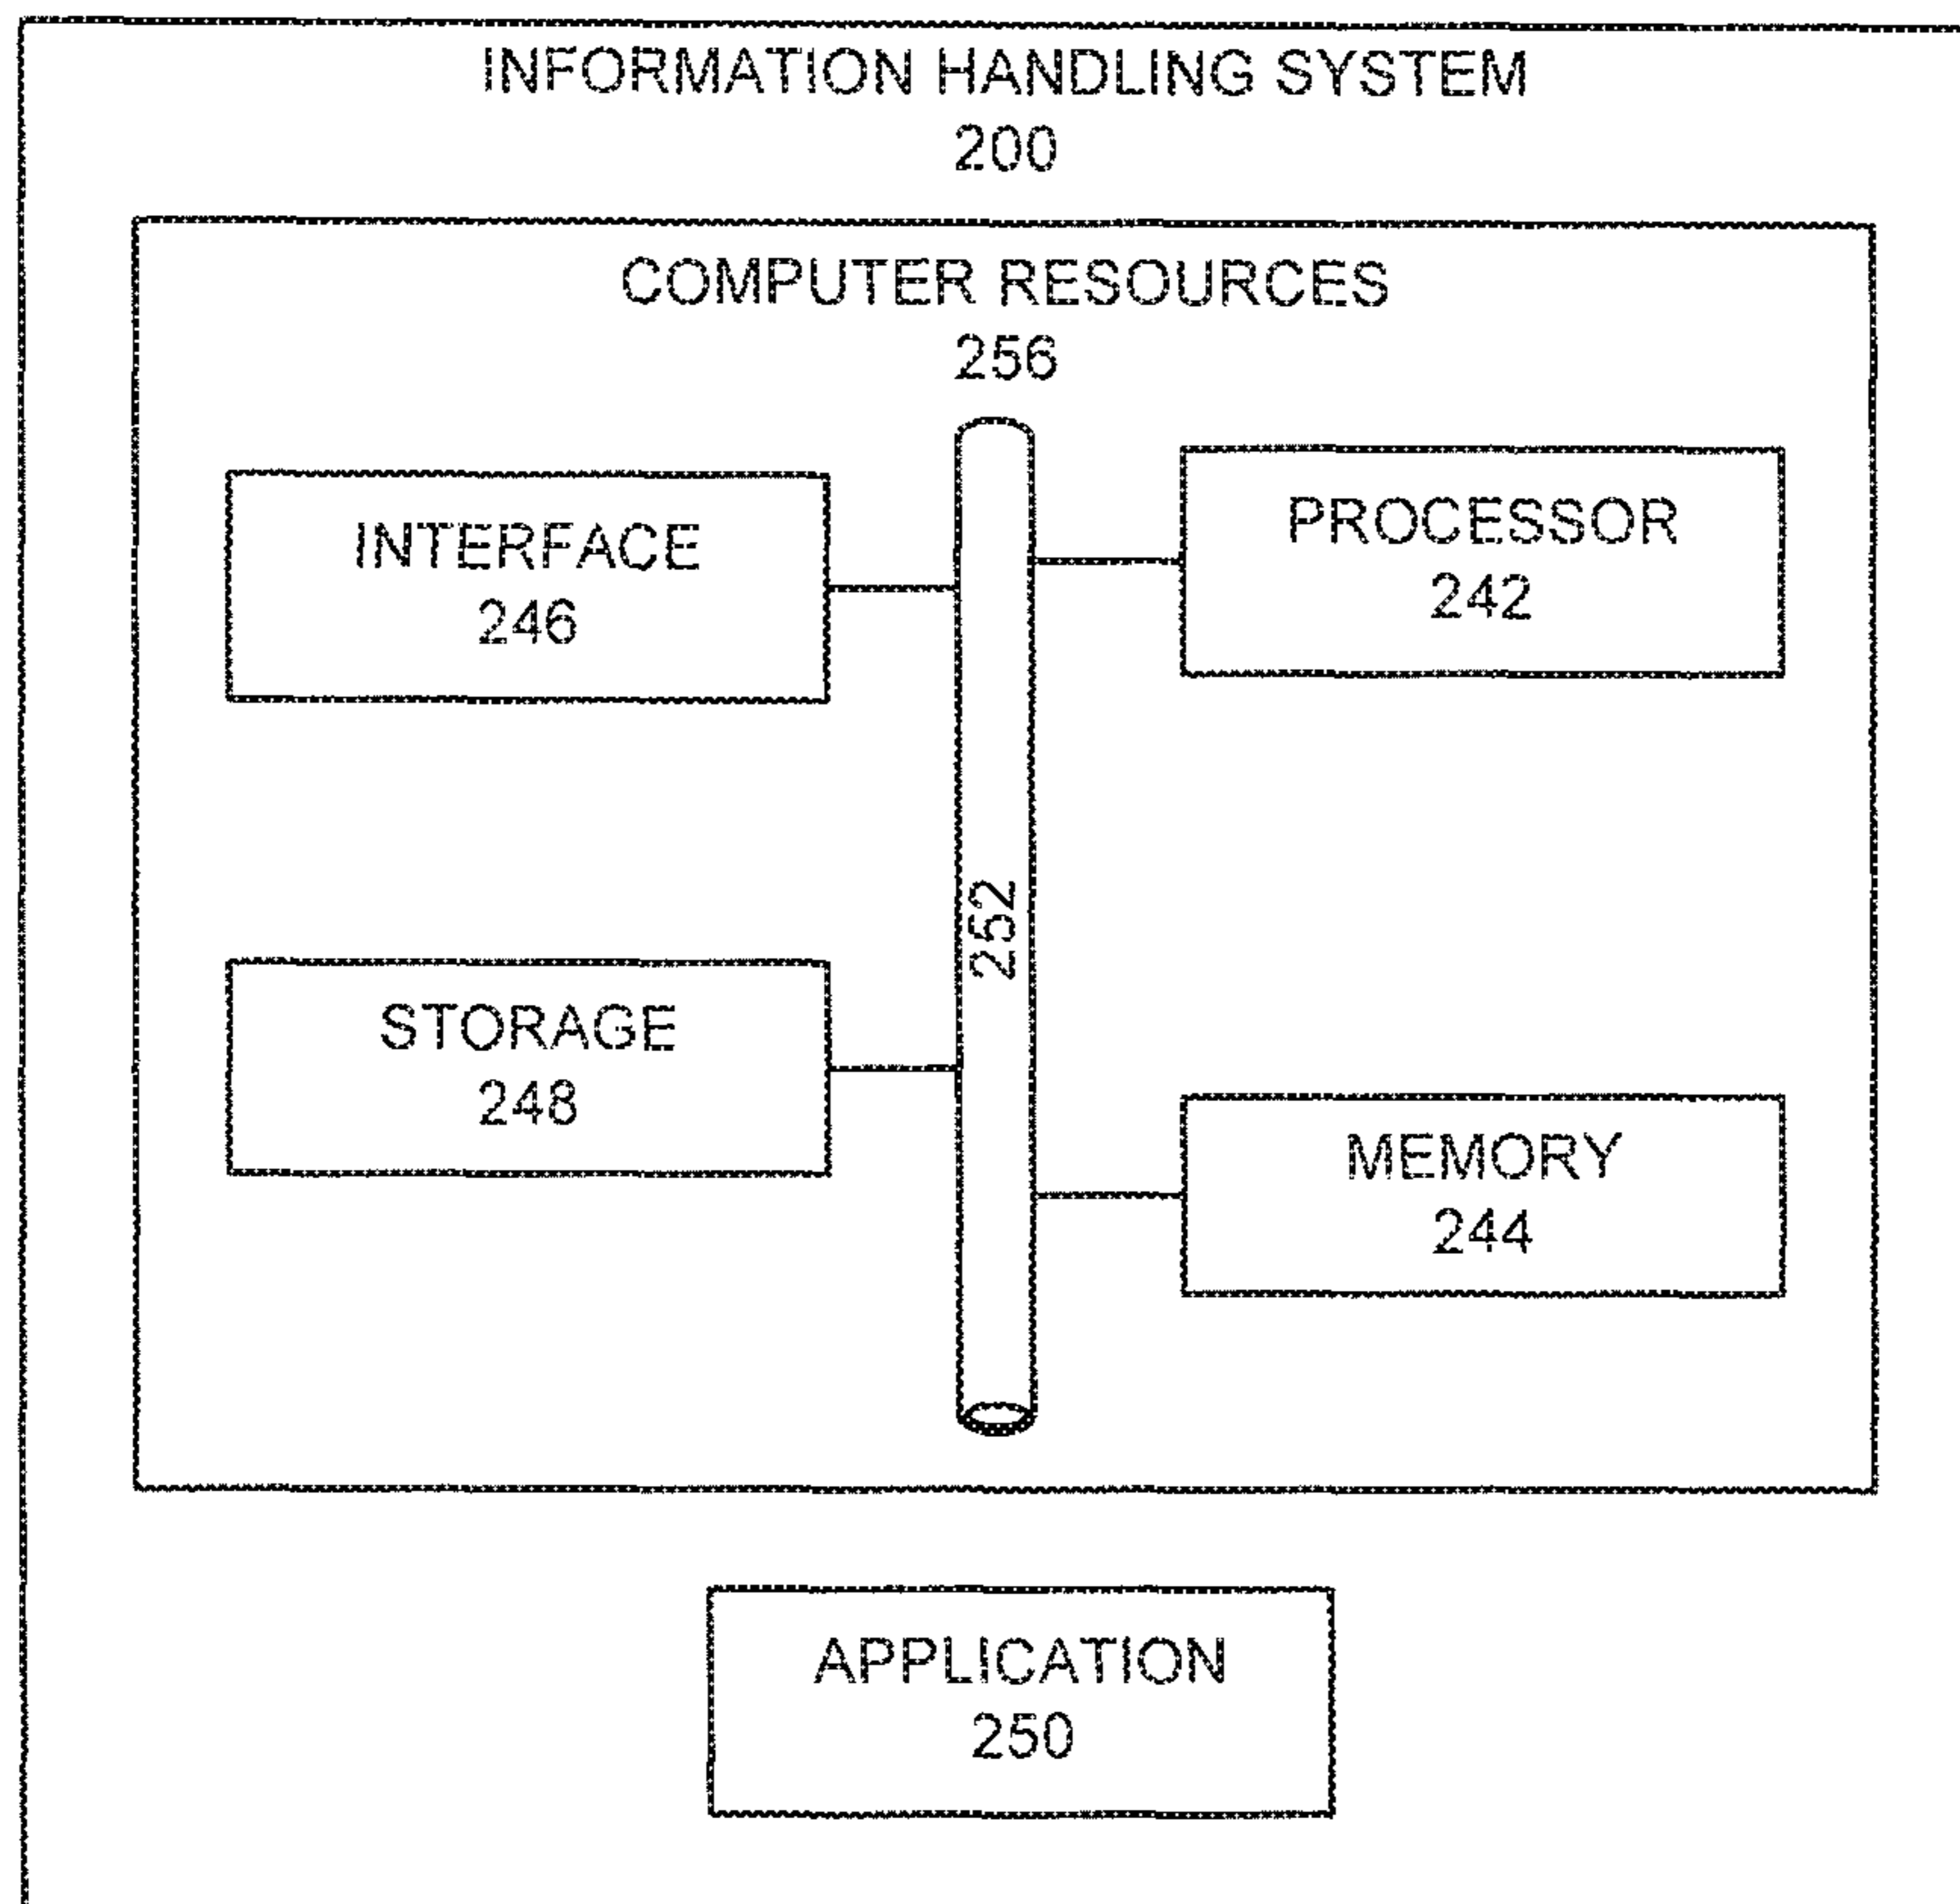 INFORMATION HANDLING SYSTEM
200
COMPUTER RESOURCES
256
INTERFACE
246
PROCESSOR
242
252
STORAGE
248
MEMORY
244
APPLICATION
250